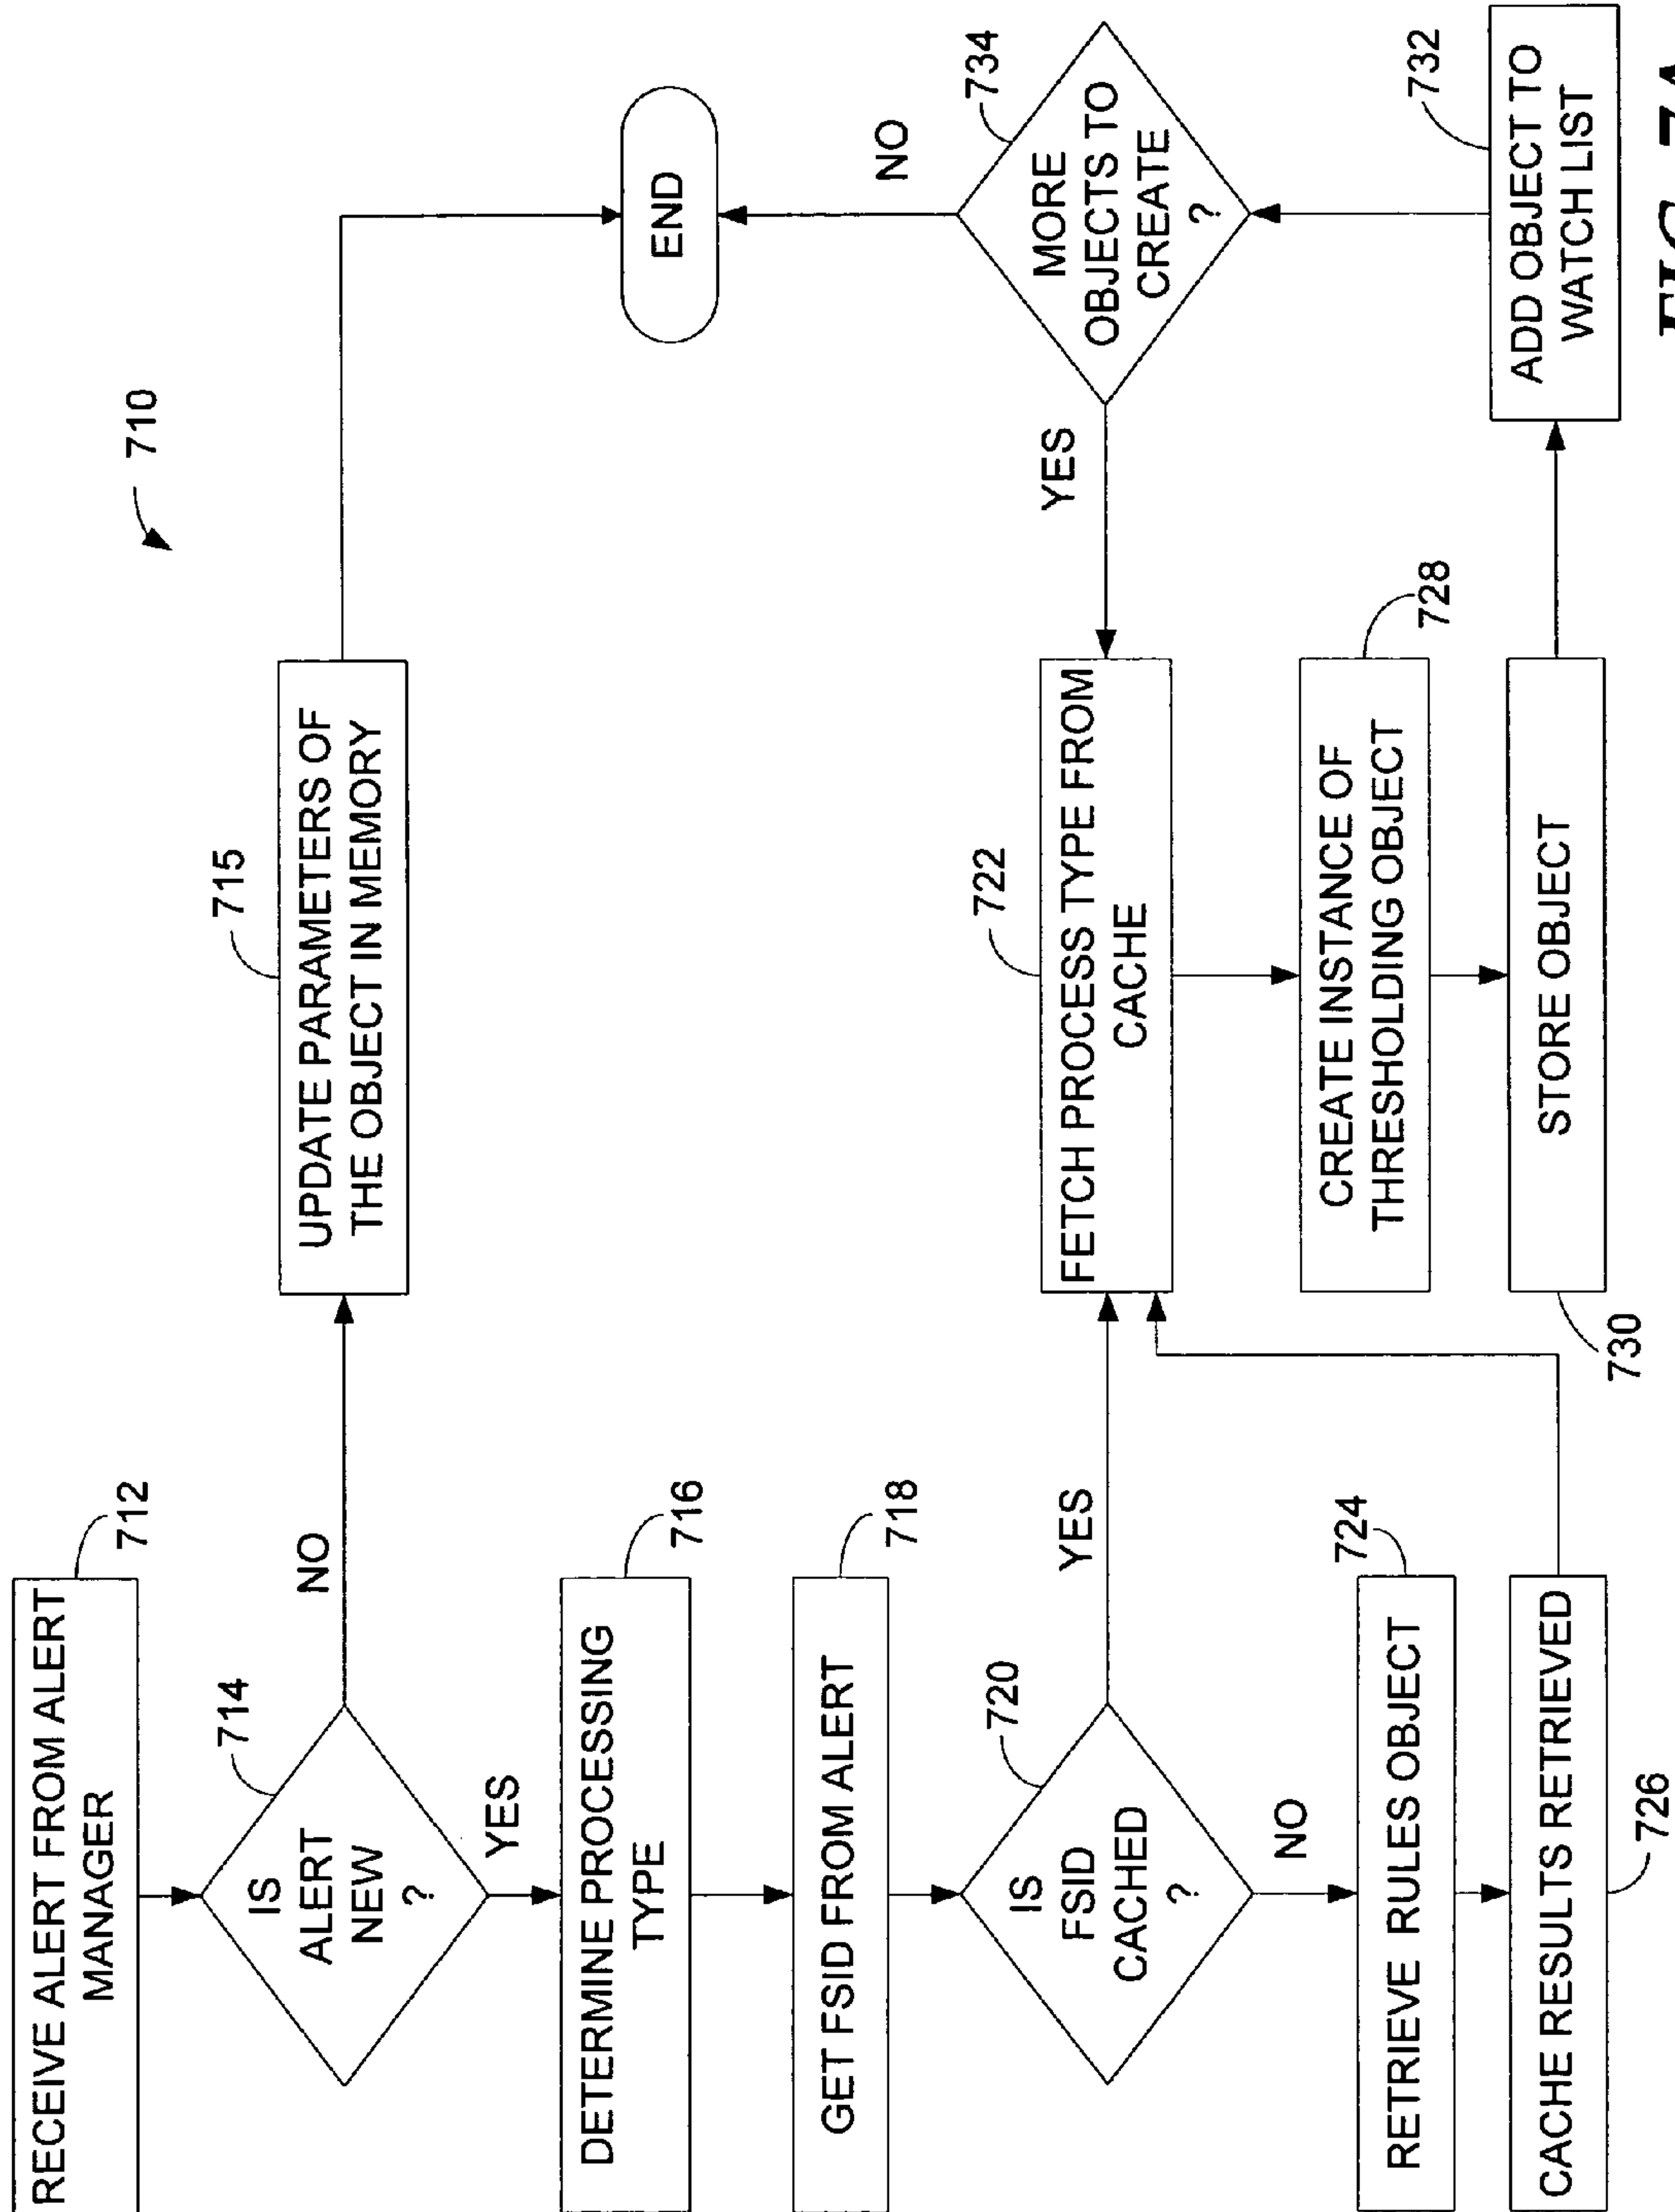 710
RECEIVE ALERT FROM ALERT
MANAGER
712
IS
ALERT
NEW
?
714
NO
YES
UPDATE PARAMETERS OF
THE OBJECT IN MEMORY
715
DETERMINE PROCESSING
TYPE
716
GET FSID FROM ALERT
718
IS
FSID
CACHED
?
720
YES
NO
RETRIEVE RULES OBJECT
724
CACHE RESULTS RETRIEVED
726
FETCH PROCESS TYPE FROM
CACHE
722
CREATE INSTANCE OF
THRESHOLDING OBJECT
728
STORE OBJECT
730
ADD OBJECT TO
WATCH LIST
732
MORE
OBJECTS TO
CREATE
?
734
YES
NO
END
FIG. 7A